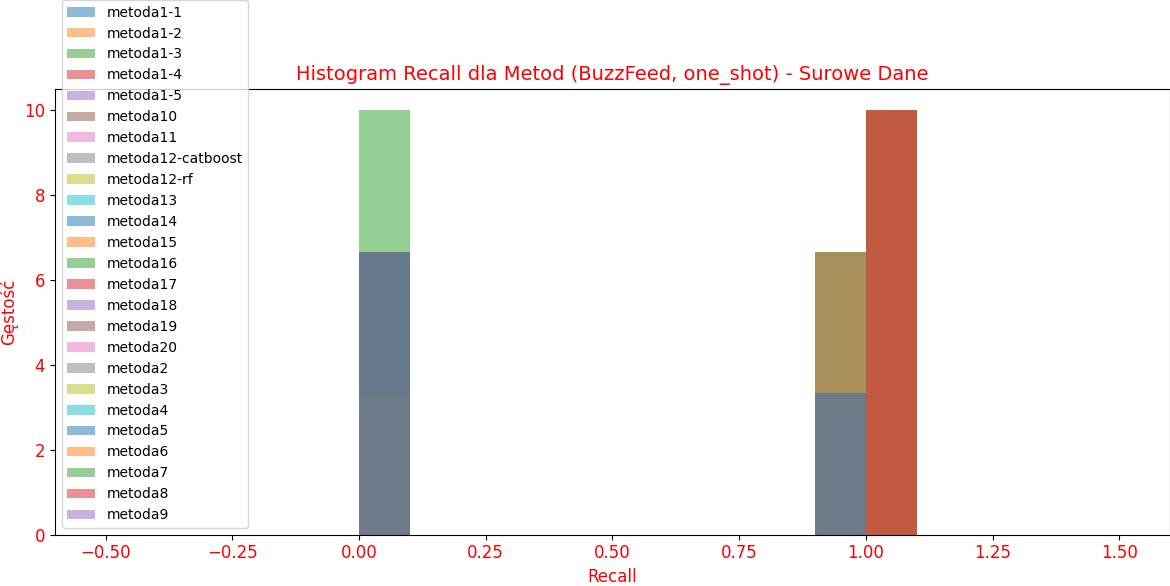 metoda1-1
metoda1-2
metoda1-3
metoda1-4
metoda1-5
metoda10
metoda11
metoda12-catboost
metoda12-rf
metoda13
metoda14
metoda15
metoda16
metoda17
metoda18
metoda19
metoda20
metoda2
metoda3
metoda4
metoda5
metoda6
metoda7
metoda8
metoda9
Histogram Recall dla Metod (BuzzFeed, one_shot) - Surowe Dane
Gęstość
10
8
6
4
2
0
−0.50 −0.25 0.00 0.25 0.50 0.75 1.00 1.25 1.50
Recall